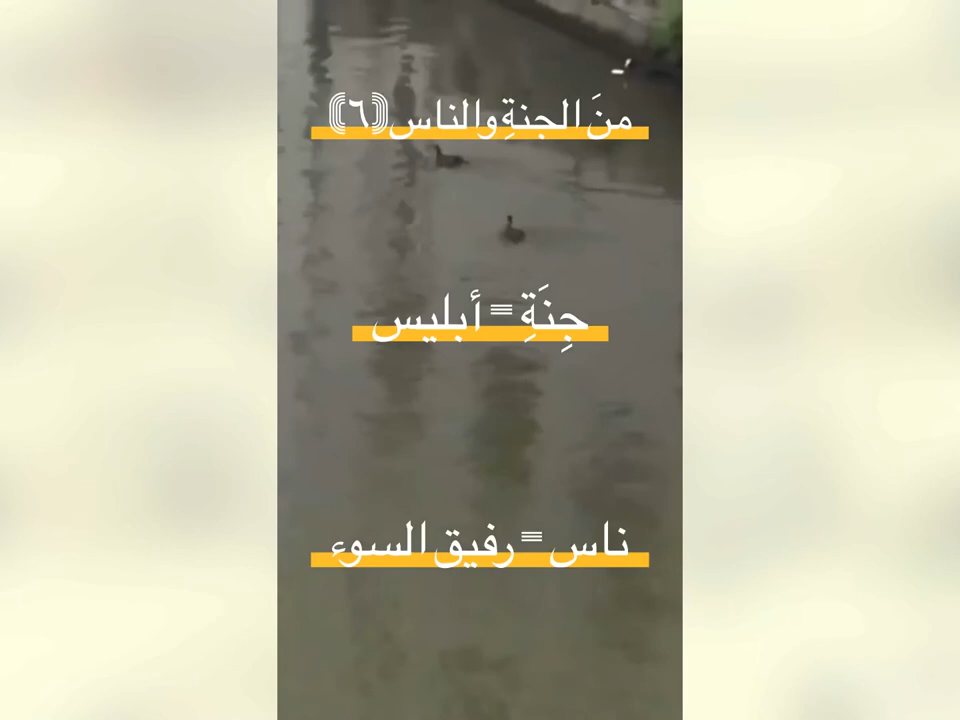 منَ الجنةِ والناس(٦)
جِنَةِ = أبليس
ناس = رفيق السوء